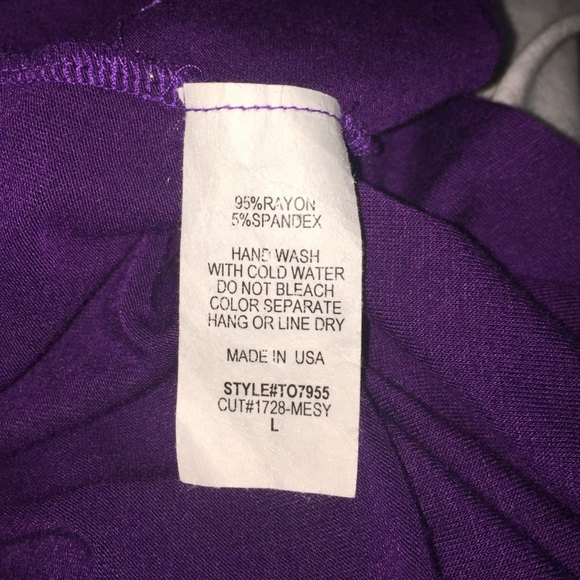 95%RAYON
5%SPANDEX
HAND WASH
WITH COLD WATER
DO NOT BLEACH
COLOR SEPARATE
HANG OR LINE DRY
MADE IN USA
STYLE#TO7955
CUT#1728-MESY
L